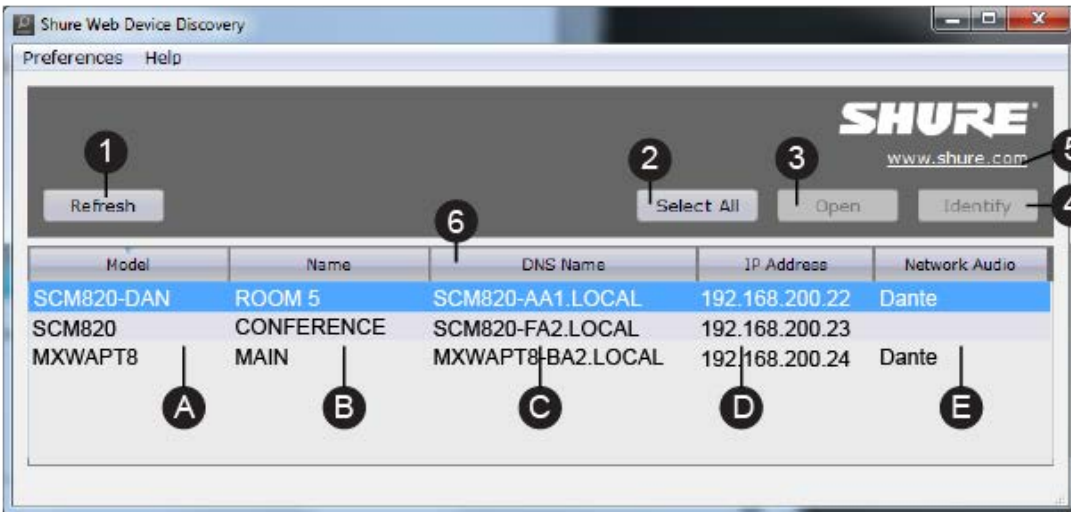 Shure Web Device Discovery
Preferences Help
SHURE
www.shure.com 5
1 2 3
Refresh Select All Open Identify 4
6
Model Name DNS Name IP Address Network Audio
SCM820-DAN ROOM 5 SCM820-AA1.LOCAL 192.168.200.22 Dante
SCM820 CONFERENCE SCM820-FA2.LOCAL 192.168.200.23
MXWAPT8 MAIN MXWAPT8-BA2.LOCAL 192.168.200.24 Dante
A B C D E